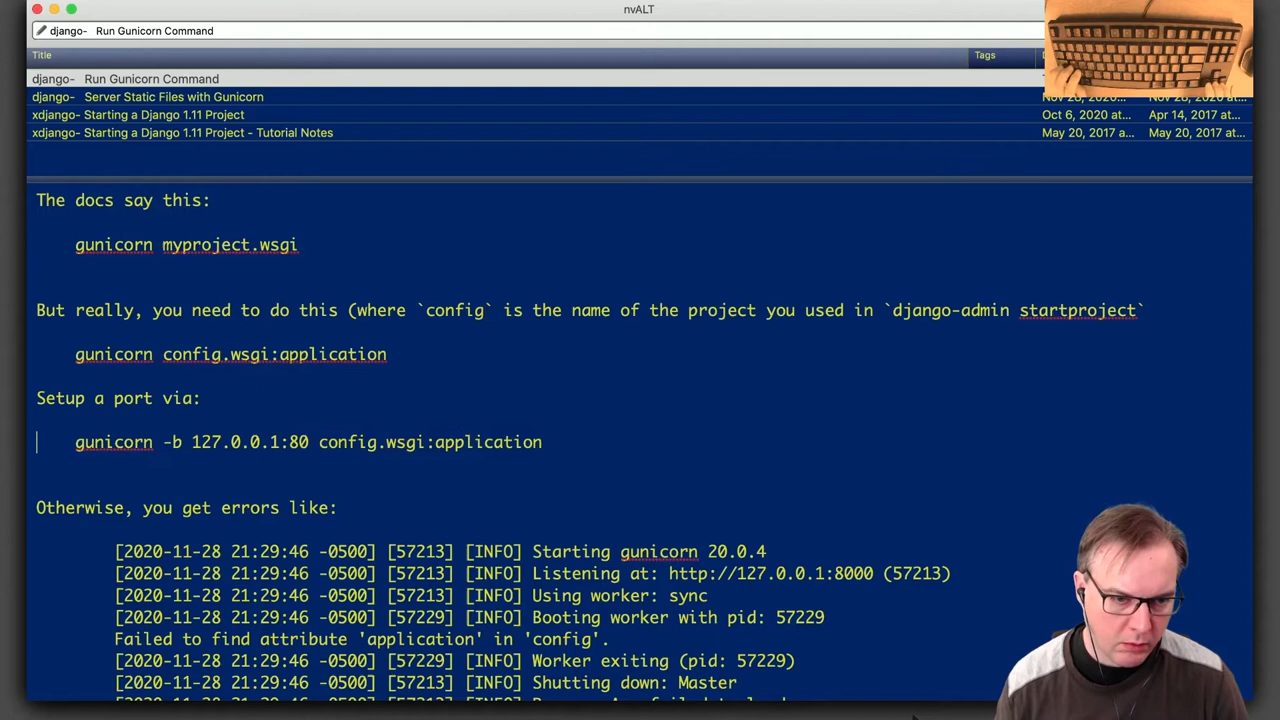 nvALT
django- Run Gunicorn Command
Title Tags
django- Run Gunicorn Command
django- Server Static Files with Gunicorn Nov 28, 2020... Nov 28, 2020 at...
xdjango- Starting a Django 1.11 Project Oct 6, 2020 at... Apr 14, 2017 at...
xdjango- Starting a Django 1.11 Project - Tutorial Notes May 20, 2017 a... May 20, 2017 at...
The docs say this:
gunicorn myproject.wsgi
But really, you need to do this (where `config` is the name of the project you used in `django-admin startproject`
gunicorn config.wsgi:application
Setup a port via:
gunicorn -b 127.0.0.1:80 config.wsgi:application
Otherwise, you get errors like:
[2020-11-28 21:29:46 -0500] [57213] [INFO] Starting gunicorn 20.0.4
[2020-11-28 21:29:46 -0500] [57213] [INFO] Listening at: http://127.0.0.1:8000 (57213)
[2020-11-28 21:29:46 -0500] [57213] [INFO] Using worker: sync
[2020-11-28 21:29:46 -0500] [57229] [INFO] Booting worker with pid: 57229
Failed to find attribute 'application' in 'config'.
[2020-11-28 21:29:46 -0500] [57229] [INFO] Worker exiting (pid: 57229)
[2020-11-28 21:29:46 -0500] [57213] [INFO] Shutting down: Master